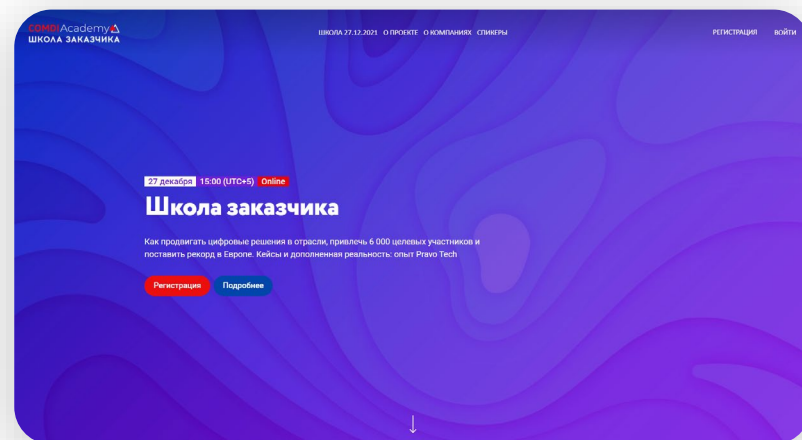 COMDIAcademy
ШКОЛА ЗАКАЗЧИКА
ШКОЛА 27.12.2021 О ПРОЕКТЕ О КОМПАНИЯХ СПИКЕРЫ
РЕГИСТРАЦИЯ ВОЙТИ
27 декабря 15:00 (UTC+5) Online
Школа заказчика
Как продвигать цифровые решения в отрасли, привлечь 6 000 целевых участников и
поставить рекорд в Европе. Кейсы и дополненная реальность: опыт Pravo Tech
Регистрация Подробнее